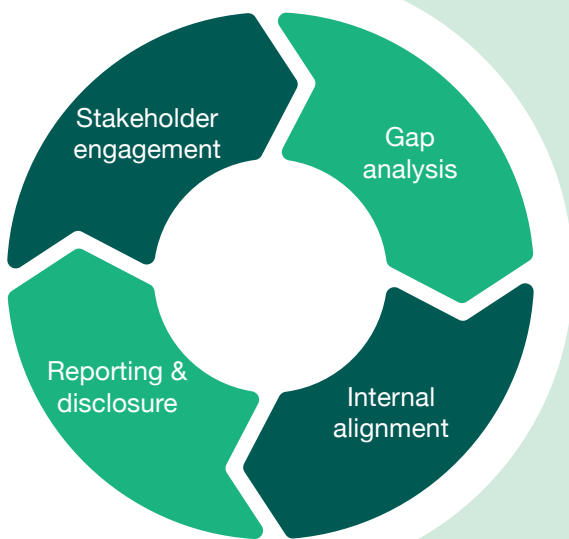 Stakeholder
engagement
Gap
analysis
Internal
alignment
Reporting &
disclosure